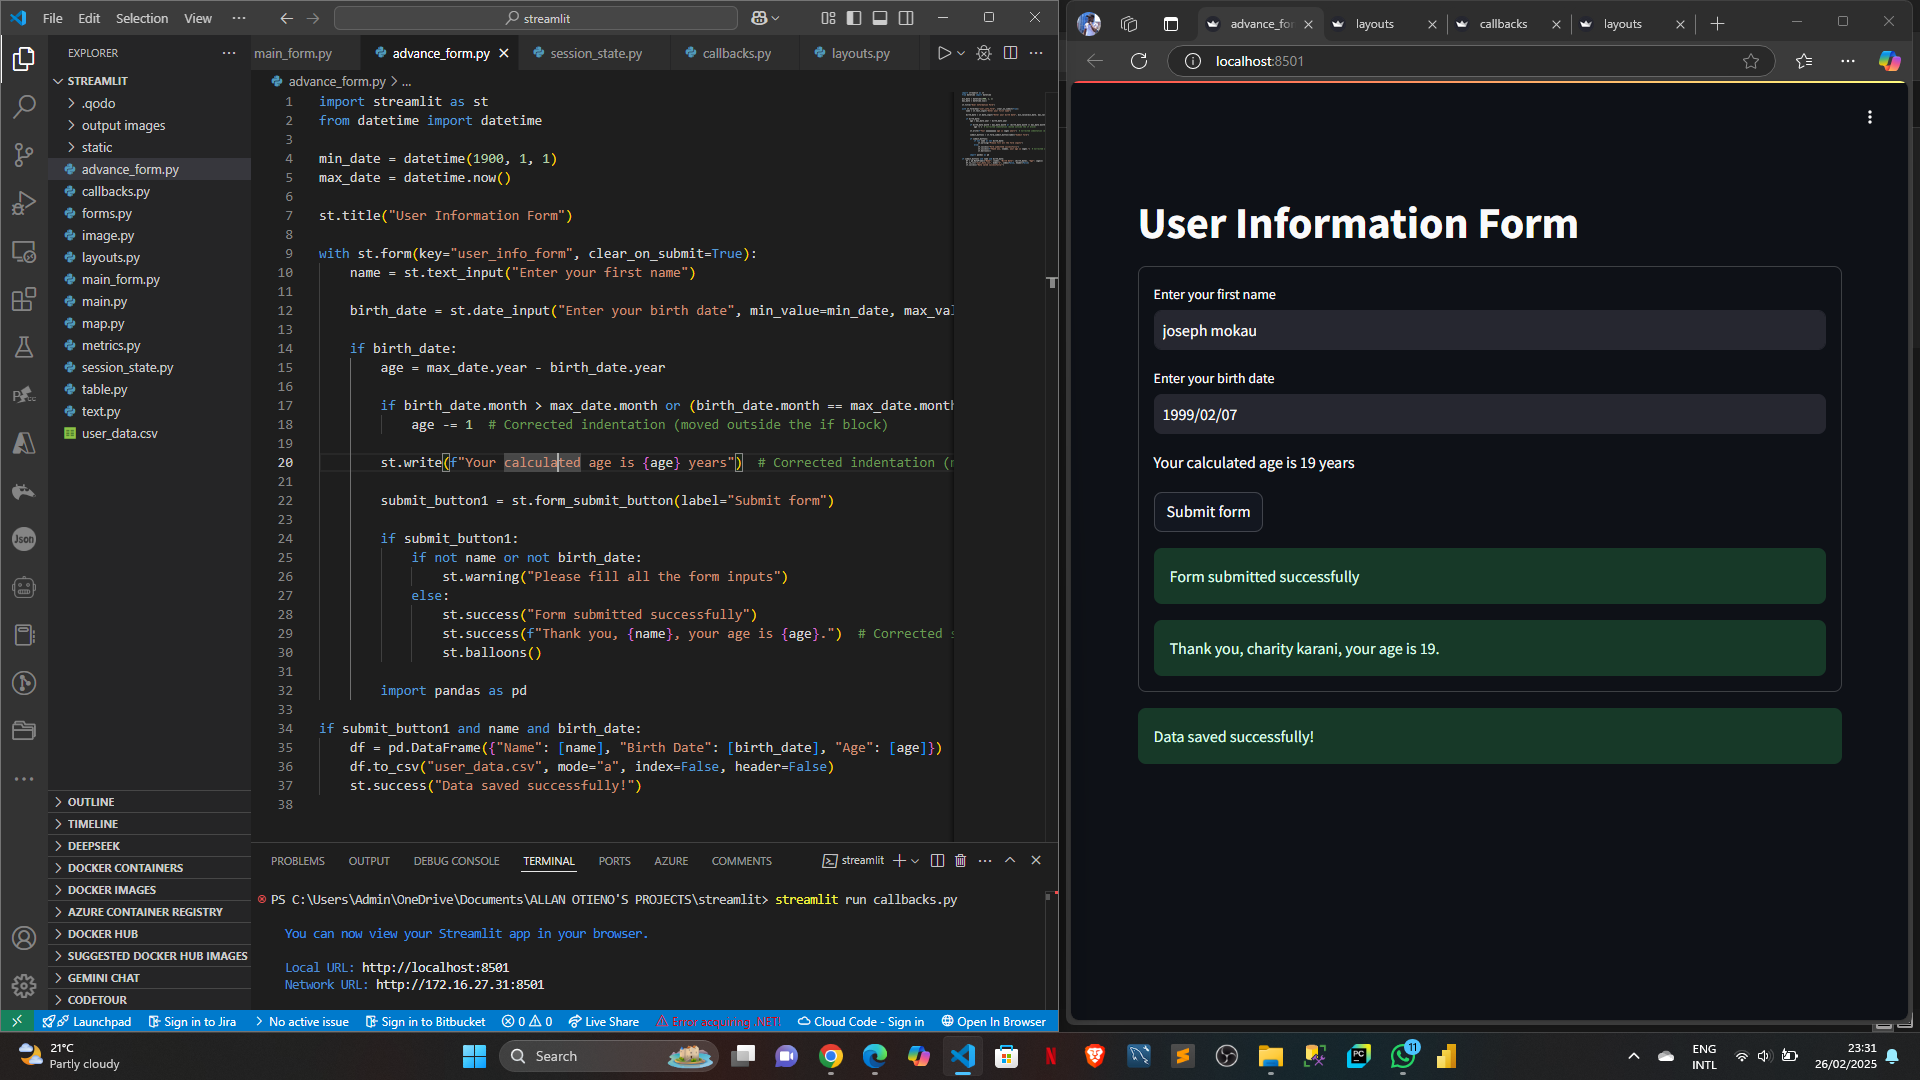 File Edit Selection View ··· streamlit
EXPLORER
STREAMLIT
.qodo
output images
static
advance_form.py
callbacks.py
forms.py
image.py
layouts.py
main_form.py
main.py
map.py
metrics.py
session_state.py
table.py
text.py
user_data.csv
OUTLINE
TIMELINE
DEEPSEEK
DOCKER CONTAINERS
DOCKER IMAGES
AZURE CONTAINER REGISTRY
DOCKER HUB
SUGGESTED DOCKER HUB IMAGES
GEMINI CHAT
CODETOUR
main_form.py advance_form.py session_state.py callbacks.py layouts.py
advance_form.py > ...
1 import streamlit as st
2 from datetime import datetime
3
4 min_date = datetime(1900, 1, 1)
5 max_date = datetime.now()
6
7 st.title("User Information Form")
8
9 with st.form(key="user_info_form", clear_on_submit=True):
10 name = st.text_input("Enter your first name")
11
12 birth_date = st.date_input("Enter your birth date", min_value=min_date, max_val
13
14 if birth_date:
15 age = max_date.year - birth_date.year
16
17 if birth_date.month > max_date.month or (birth_date.month == max_date.month
18 age -= 1 # Corrected indentation (moved outside the if block)
19
20 st.write(f"Your calculated age is {age} years") # Corrected indentation (
21
22 submit_button1 = st.form_submit_button(label="Submit form")
23
24 if submit_button1:
25 if not name or not birth_date:
26 st.warning("Please fill all the form inputs")
27 else:
28 st.success("Form submitted successfully")
29 st.success(f"Thank you, {name}, your age is {age}.") # Corrected
30 st.balloons()
31
32 import pandas as pd
33
34 if submit_button1 and name and birth_date:
35 df = pd.DataFrame({"Name": [name], "Birth Date": [birth_date], "Age": [age]})
36 df.to_csv("user_data.csv", mode="a", index=False, header=False)
37 st.success("Data saved successfully!")
38
PROBLEMS OUTPUT DEBUG CONSOLE TERMINAL PORTS AZURE COMMENTS streamlit
PS C:\Users\Admin\OneDrive\Documents\ALLAN OTIENO'S PROJECTS\streamlit> streamlit run callbacks.py
You can now view your Streamlit app in your browser.
Local URL: http://localhost:8501
Network URL: http://172.16.27.31:8501
Launchpad Sign in to Jira No active issue Sign in to Bitbucket 0 0 Live Share Error acquiring .NET! Cloud Code - Sign in Open In Browser
advance_for layouts callbacks layouts
localhost:8501
User Information Form
Enter your first name
joseph mokau
Enter your birth date
1999/02/07
Your calculated age is 19 years
Submit form
Form submitted successfully
Thank you, charity karani, your age is 19.
Data saved successfully!
21°C
Partly cloudy
Search
PC
11
ENG
INTL
23:31
26/02/2025
Json